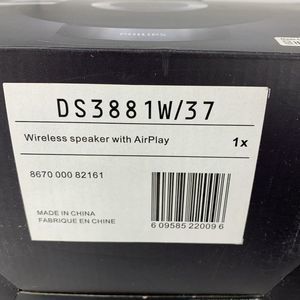 PHILIPS
DS3881W/37
Wireless speaker with AirPlay
1x
8670 000 82161
MADE IN CHINA
FABRIQUE EN CHINE
6 09585 22009 6